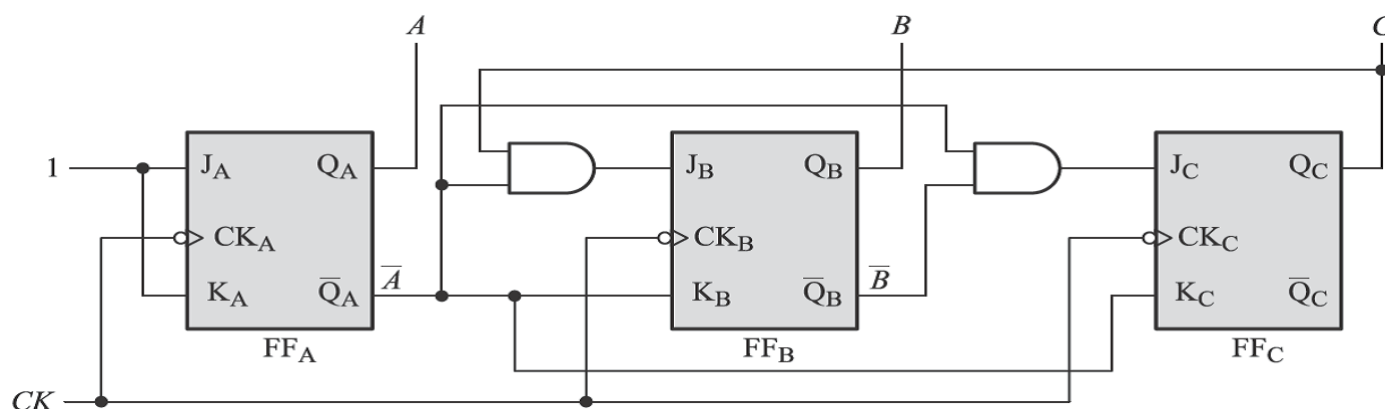 A B C
1 J_A Q_A J_B Q_B J_C Q_C
CK_A CK_B CK_C
K_A Q̅_A A̅ K_B Q̅_B B̅ K_C Q̅_C
FF_A FF_B FF_C
CK